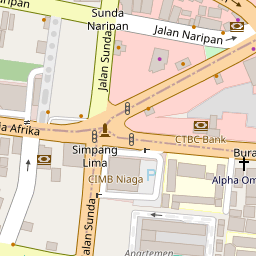 Sunda
Naripan
Jalan Naripan
Naripan
Jalan Sunda
a Afrika
CTBC Bank
Simpang
Lima
Bura
CIMB Niaga
P
Alpha Om
Jalan Sunda
Apartemen